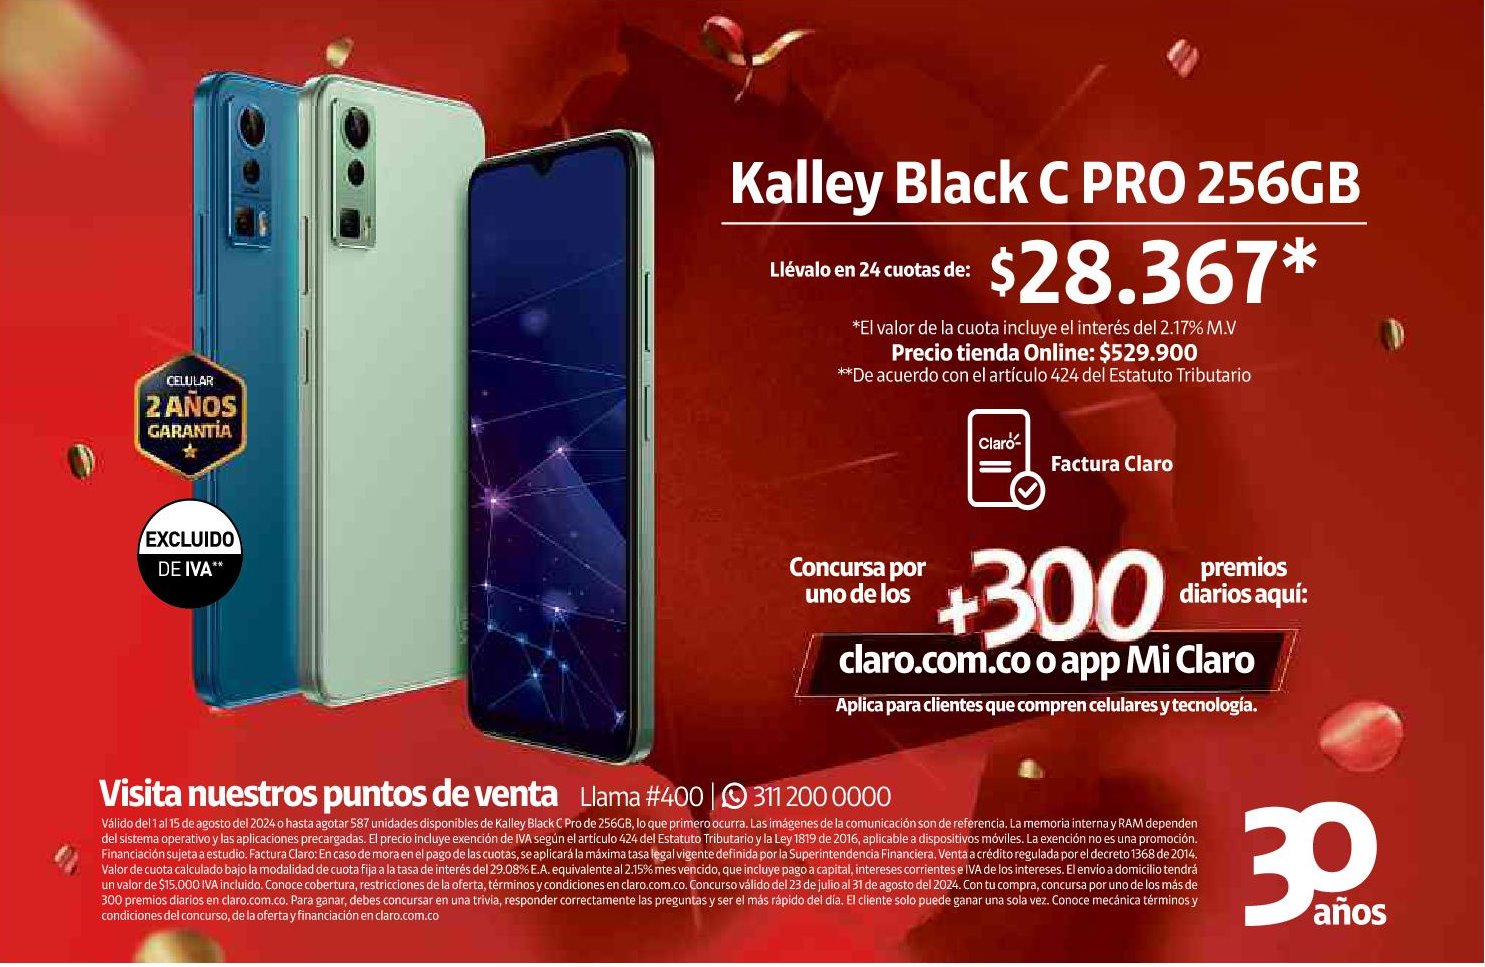 Kalley Black C PRO 256GB
Llévalo en 24 cuotas de: $28.367*
*El valor de la cuota incluye el interés del 2.17% M.V
Precio tienda Online: $529.900
**De acuerdo con el artículo 424 del Estatuto Tributario
CELULAR
2 AÑOS
GARANTÍA
EXCLUIDO
DE IVA**
Claro
Factura Claro
Concursa por
uno de los
+300
premios
diarios aquí:
claro.com.co o app Mi Claro
Aplica para clientes que compren celulares y tecnología.
Visita nuestros puntos de venta Llama #400 | 311 200 0000
Válido del 1 al 15 de agosto del 2024 o hasta agotar 587 unidades disponibles de Kalley Black C Pro de 256GB, lo que primero ocurra. Las imágenes de la comunicación son de referencia. La memoria interna y RAM dependen
del sistema operativo y las aplicaciones precargadas. El precio incluye exención de IVA según el artículo 424 del Estatuto Tributario y la Ley 1819 de 2016, aplicable a dispositivos móviles. La exención no es una promoción.
Financiación sujeta a estudio. Factura Claro: En caso de mora en el pago de las cuotas, se aplicará la máxima tasa legal vigente definida por la Superintendencia Financiera. Venta a crédito regulada por el decreto 1368 de 2014.
Valor de cuota calculado bajo la modalidad de cuota fija a la tasa de interés del 29.08% E.A. equivalente al 2.15% mes vencido, que incluye pago a capital, intereses corrientes e IVA de los intereses. El envío a domicilio tendrá
un valor de $15.000 IVA incluido. Conoce cobertura, restricciones de la oferta, términos y condiciones en claro.com.co. Concurso válido del 23 de julio al 31 de agosto del 2024. Con tu compra, concursa por uno de los más de
300 premios diarios en claro.com.co. Para ganar, debes concursar en una trivia, responder correctamente las preguntas y ser el más rápido del día. El cliente solo puede ganar una sola vez. Conoce mecánica términos y
condiciones del concurso, de la oferta y financiación en claro.com.co
30
años